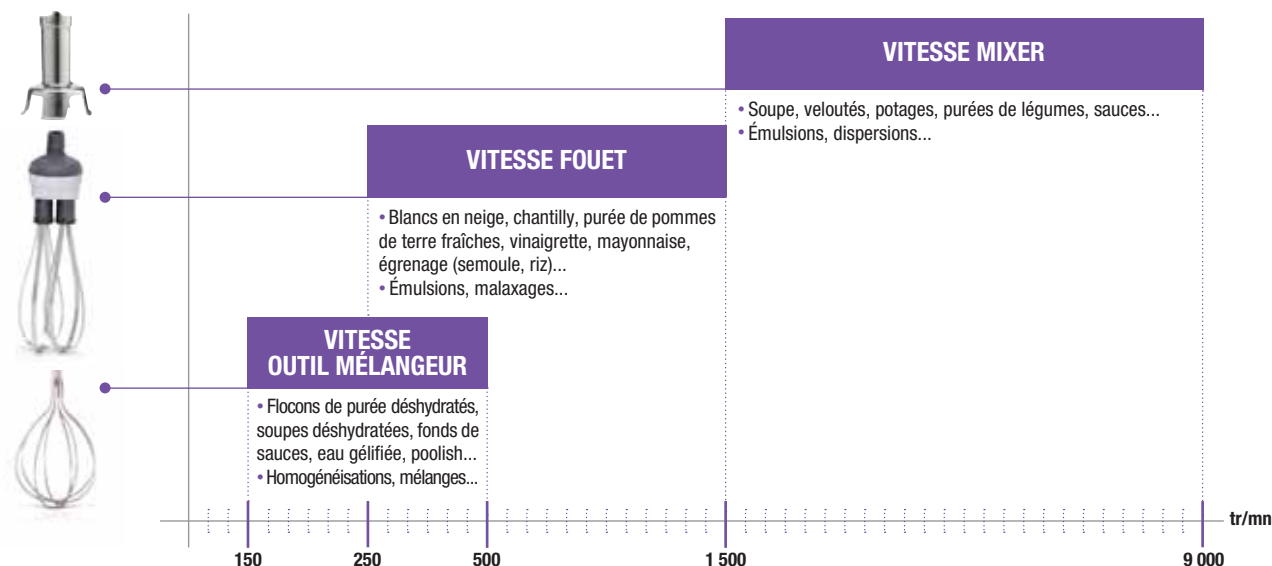 VITESSE MIXER
• Soupe, veloutés, potages, purées de légumes, sauces...
• Émulsions, dispersions...
VITESSE FOUET
• Blancs en neige, chantilly, purée de pommes
de terre fraîches, vinaigrette, mayonnaise,
égrenage (semoule, riz)...
• Émulsions, malaxages...
VITESSE
OUTIL MÉLANGEUR
• Flocons de purée déshydratés,
soupes déshydratées, fonds de
sauces, eau gélifiée, poolish...
• Homogénéisations, mélanges...
tr/mn
150 250 500 1 500 9 000